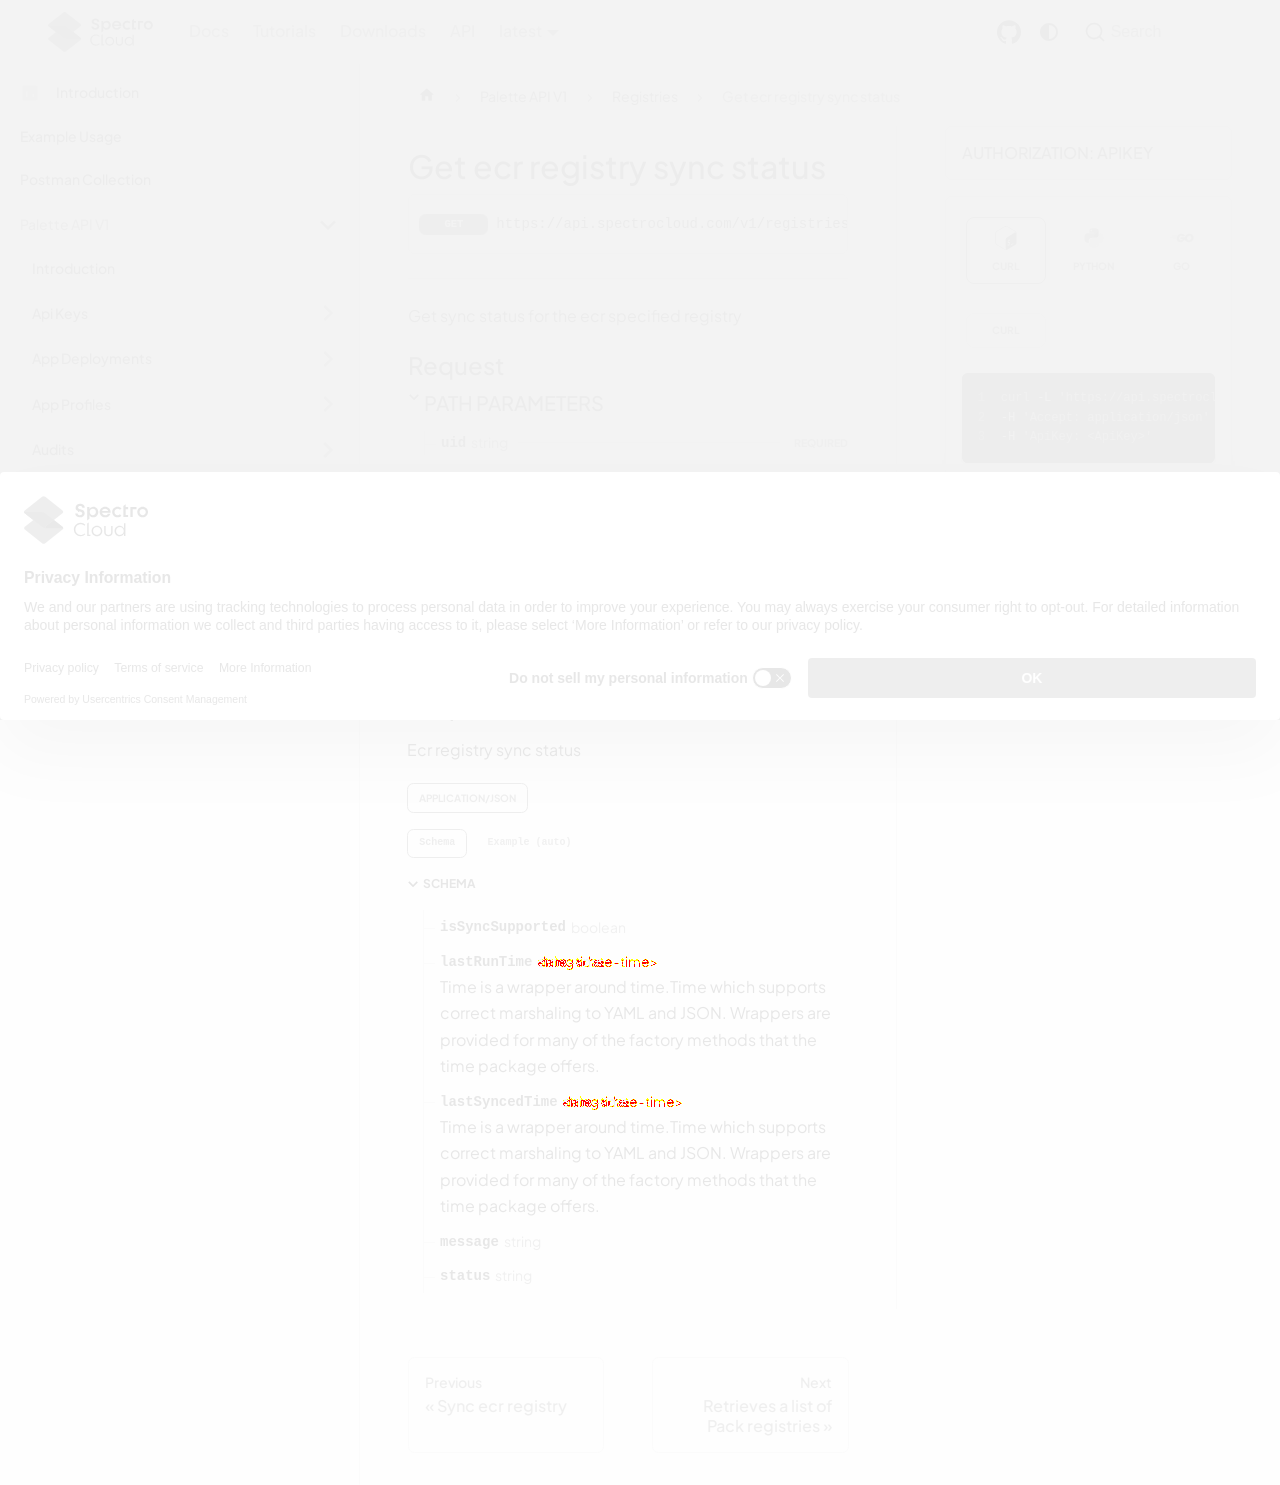 Spectro Cloud
Docs Tutorials Downloads API latest
Search
Introduction
Example Usage
Postman Collection
Palette API V1
Introduction
Api Keys
App Deployments
App Profiles
Audits
Palette API V1
Registries
Get ecr registry sync status
Get ecr registry sync status
GET https://api.spectrocloud.com/v1/registries
Get sync status for the ecr specified registry
Request
PATH PARAMETERS
uid string REQUIRED
AUTHORIZATION: APIKEY
CURL PYTHON GO
CURL
Spectro
Cloud
Privacy Information
We and our partners are using tracking technologies to process personal data in order to improve your experience. You may always exercise your consumer right to opt-out. For detailed information
about personal information we collect and third parties having access to it, please select ‘More Information’ or refer to our privacy policy.
Privacy policy Terms of service More Information
Do not sell my personal information
OK
Powered by Usercentrics Consent Management
Ecr registry sync status
APPLICATION/JSON
Schema Example (auto)
SCHEMA
isSyncSupported boolean
lastRunTime
Time is a wrapper around time.Time which supports
correct marshaling to YAML and JSON. Wrappers are
provided for many of the factory methods that the
time package offers.
lastSyncedTime
Time is a wrapper around time.Time which supports
correct marshaling to YAML and JSON. Wrappers are
provided for many of the factory methods that the
time package offers.
message string
status string
Previous
« Sync ecr registry
Next
Retrieves a list of
Pack registries »